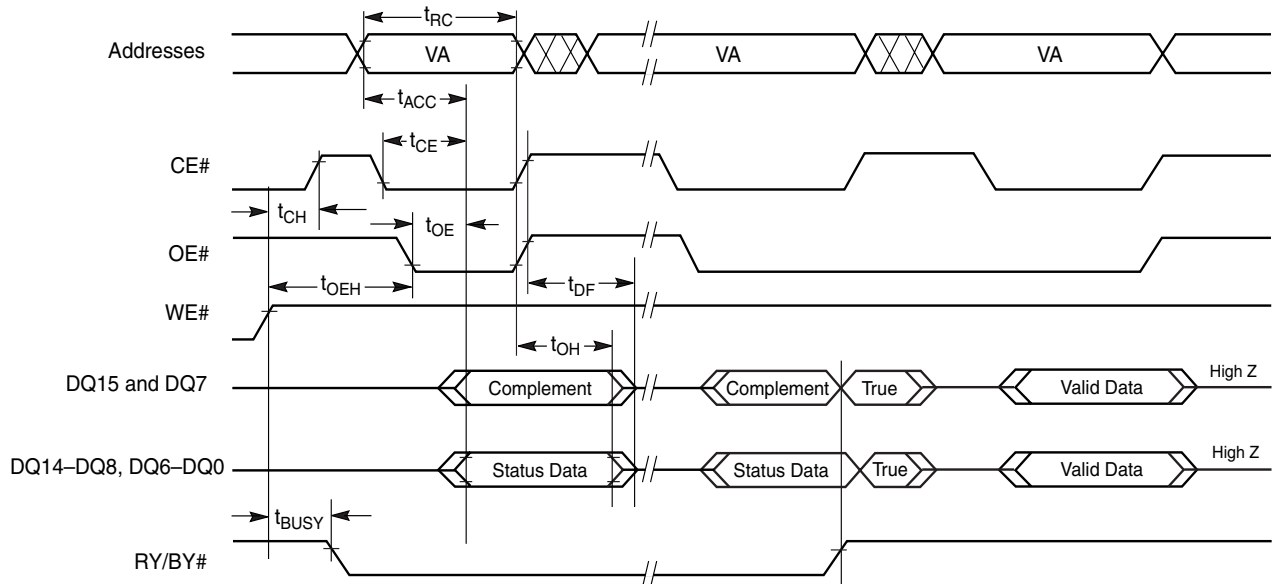 tRC
Addresses VA VA VA
tACC
tCE
CE#
tCH
tOE
OE#
tOEH tDF
WE#
tOH
DQ15 and DQ7 Complement Complement True Valid Data High Z
DQ14–DQ8, DQ6–DQ0 Status Data Status Data True Valid Data High Z
tBUSY
RY/BY#